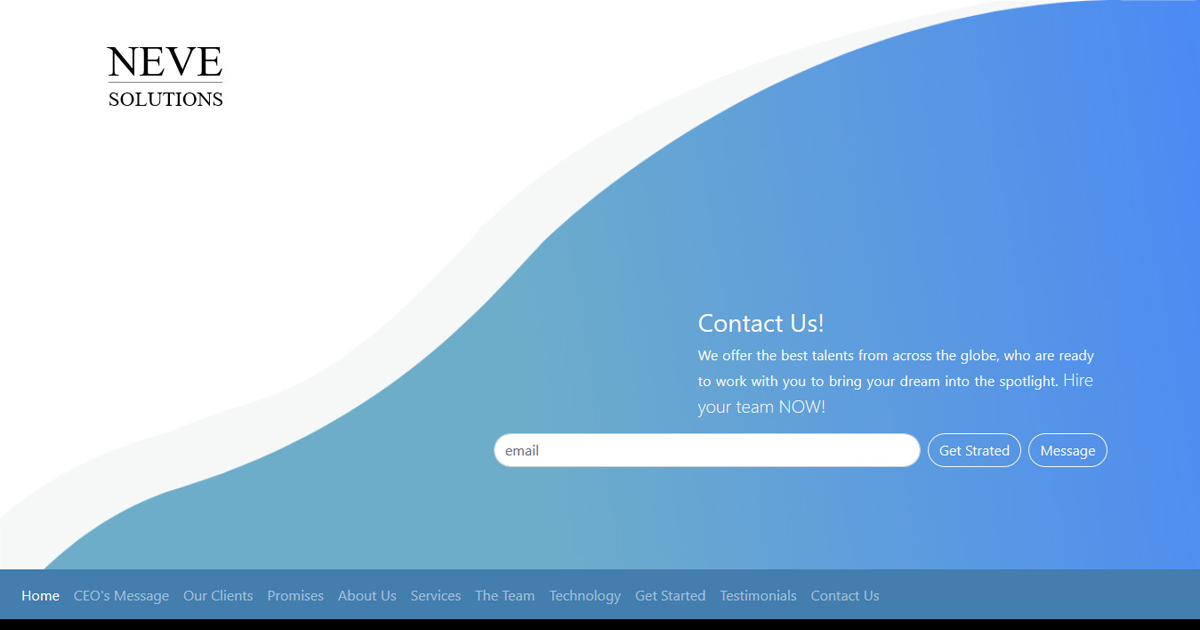 NEVE
SOLUTIONS
Contact Us!
We offer the best talents from across the globe, who are ready
to work with you to bring your dream into the spotlight. Hire
your team NOW!
email Get Strated Message
Home CEO's Message Our Clients Promises About Us Services The Team Technology Get Started Testimonials Contact Us